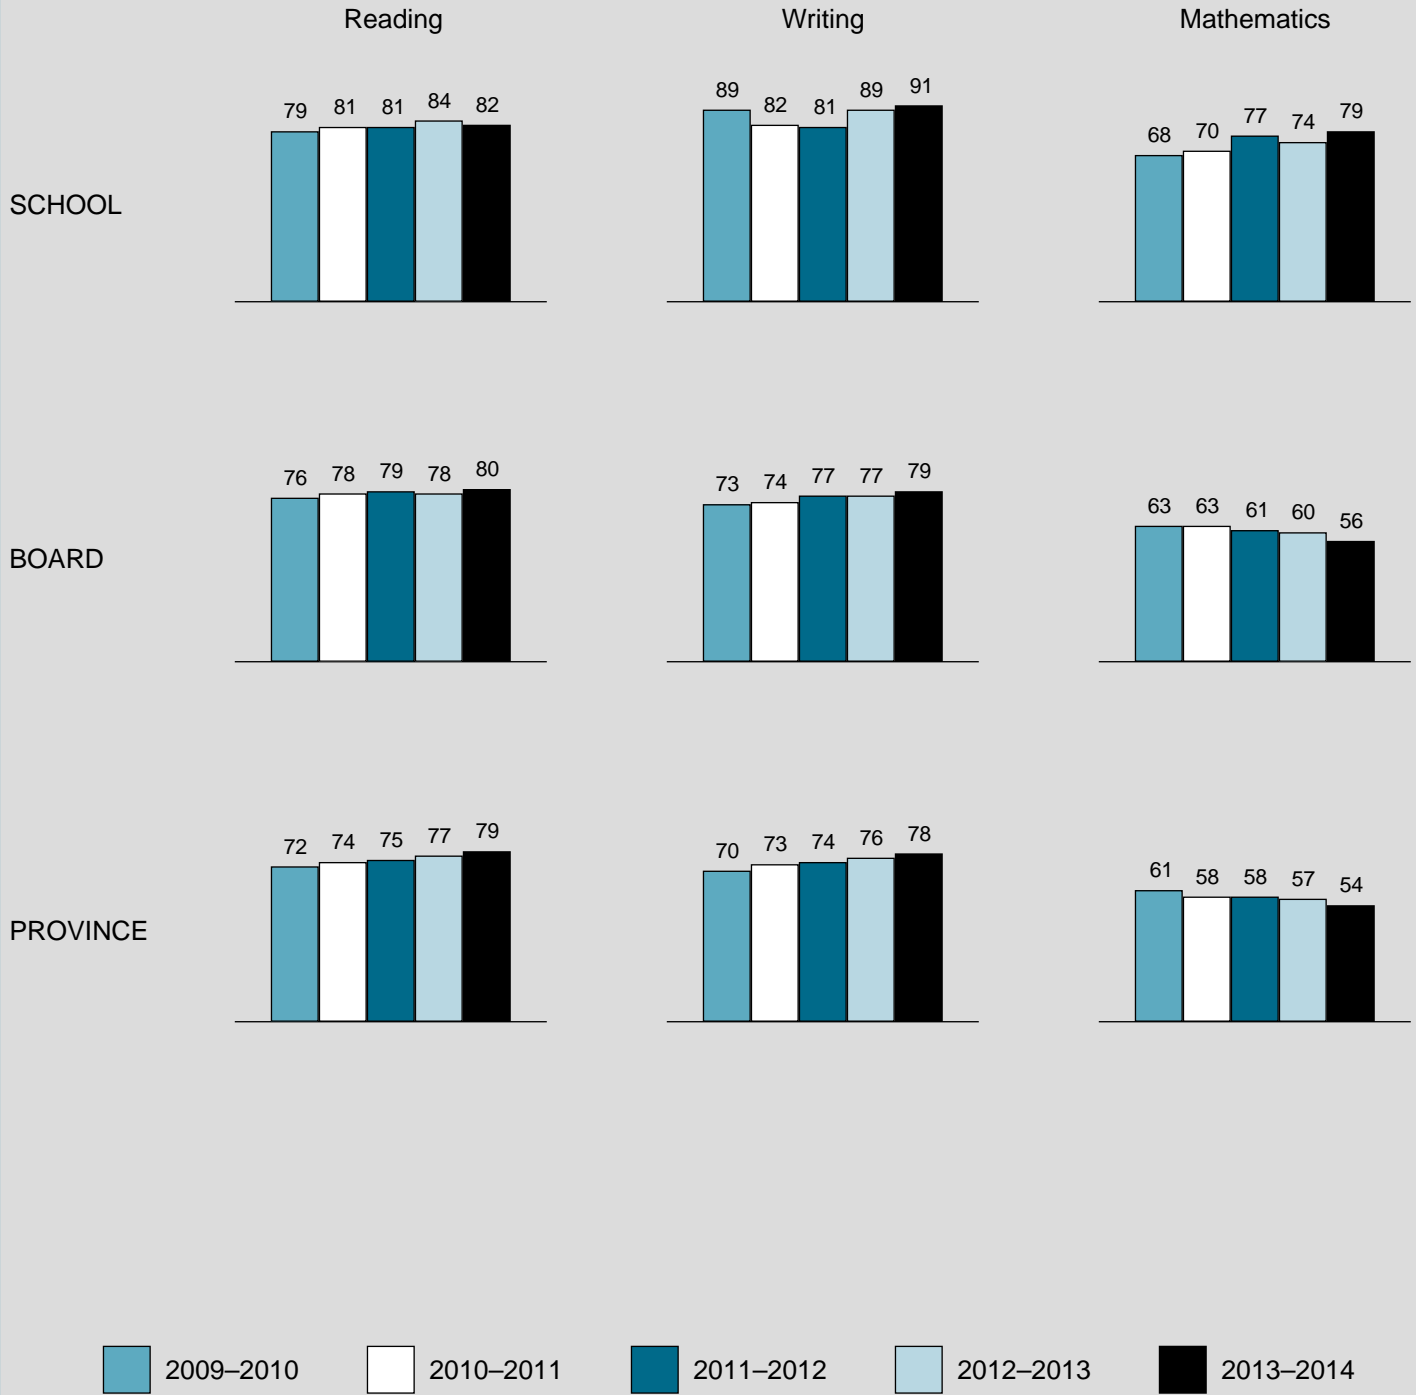 Reading Writing Mathematics
SCHOOL
79 81 81 84 82
89 82 81 89 91
68 70 77 74 79
BOARD
76 78 79 78 80
73 74 77 77 79
63 63 61 60 56
PROVINCE
72 74 75 77 79
70 73 74 76 78
61 58 58 57 54
2009–2010 2010–2011 2011–2012 2012–2013 2013–2014